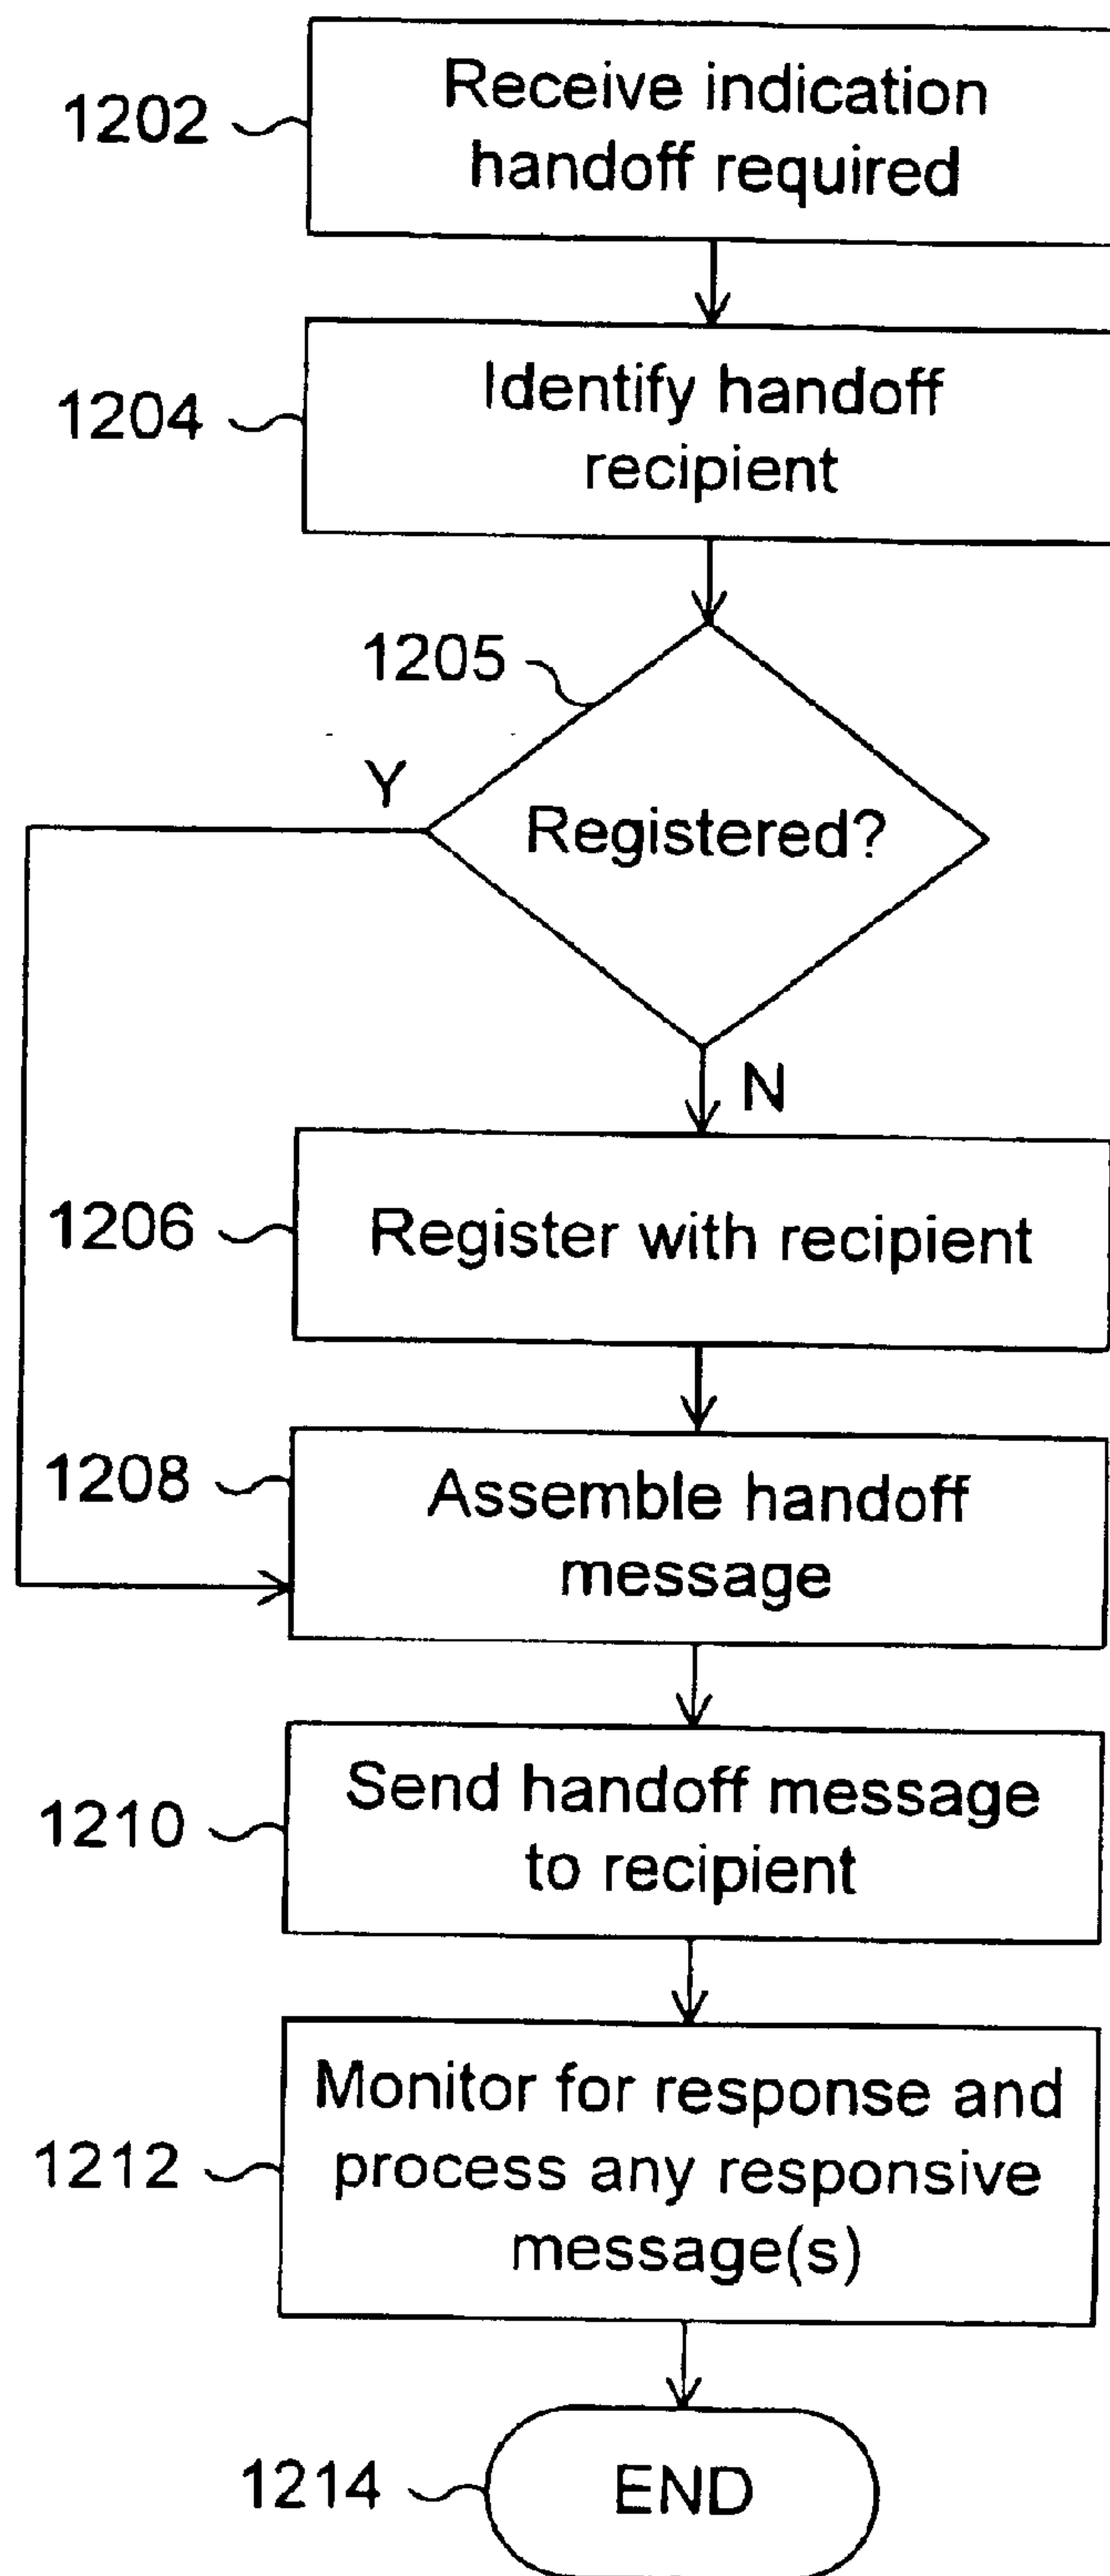 Receive indication
handoff required
1202
Identify handoff
recipient
1204
1205
Y
Registered?
N
1206
Register with recipient
1208
Assemble handoff
message
Send handoff message
to recipient
1210
Monitor for response and
process any responsive
message(s)
1212
1214
END